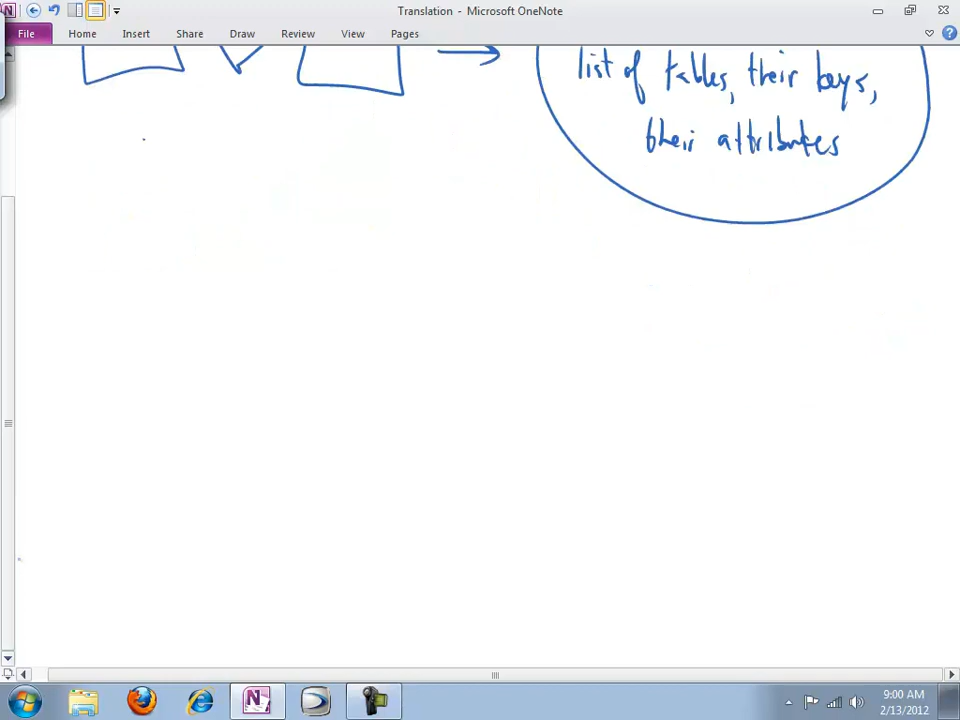 Translation - Microsoft OneNote
File Home Insert Share Draw Review View Pages
list of tables, their keys,
their attributes
9:00 AM
2/13/2012